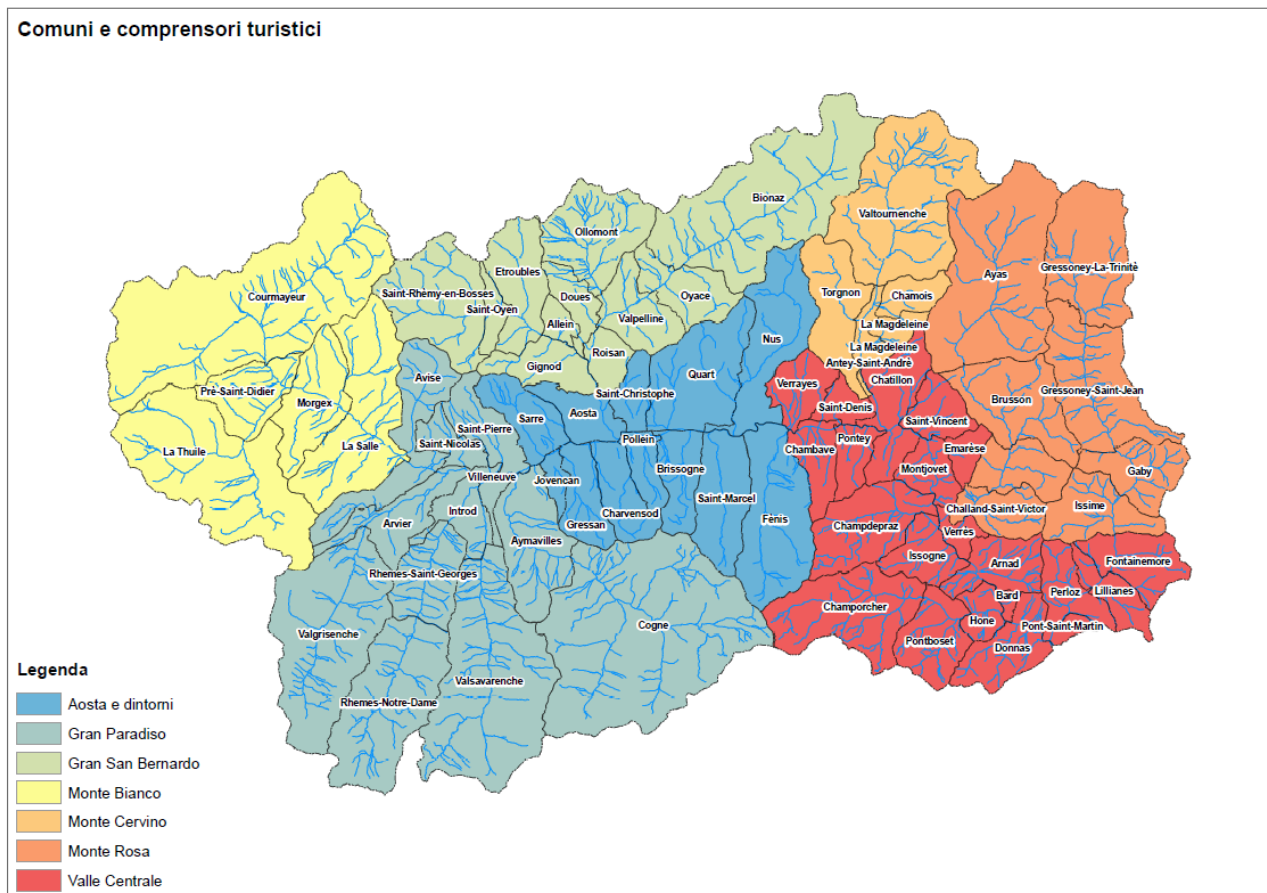 Comuni e comprensori turistici
Bionaz
Valtournenche
Ollomont
Etroubles
Ayas
Gressoney-La-Trinitè
Courmayeur
Saint-Rhemy-en-Bosses
Saint-Oyen
Doues
Oyace
Torgnon
Chamois
Valpelline
Allein
La Magdeleine
Nus
Roisan
La Magdeleine
Gignod
Antey-Saint-Andrè
Quart
Avise
Chatillon
Verrayes
Prè-Saint-Didier
Saint-Christophe
Gressoney-Saint-Jean
Brusson
Morgex
Saint-Denis
Aosta
Sarre
Saint-Vincent
Saint-Pierre
Saint-Nicolas
Pollein
Pontey
La Salle
Chambave
Emarèse
La Thuile
Brissogne
Montjovet
Gaby
Villeneuve
Jovencan
Saint-Marcel
Issime
Introd
Challand-Saint-Victor
Charvensod
Fènis
Arvier
Gressan
Champdepraz
Verrès
Aymavilles
Issogne
Arnad
Fontainemore
Rhemes-Saint-Georges
Perloz
Lillianes
Bard
Champorcher
Hone
Cogne
Pont-Saint-Martin
Valgrisenche
Pontboset
Donnas
Valsavarenche
Rhemes-Notre-Dame
Legenda
Aosta e dintorni
Gran Paradiso
Gran San Bernardo
Monte Bianco
Monte Cervino
Monte Rosa
Valle Centrale